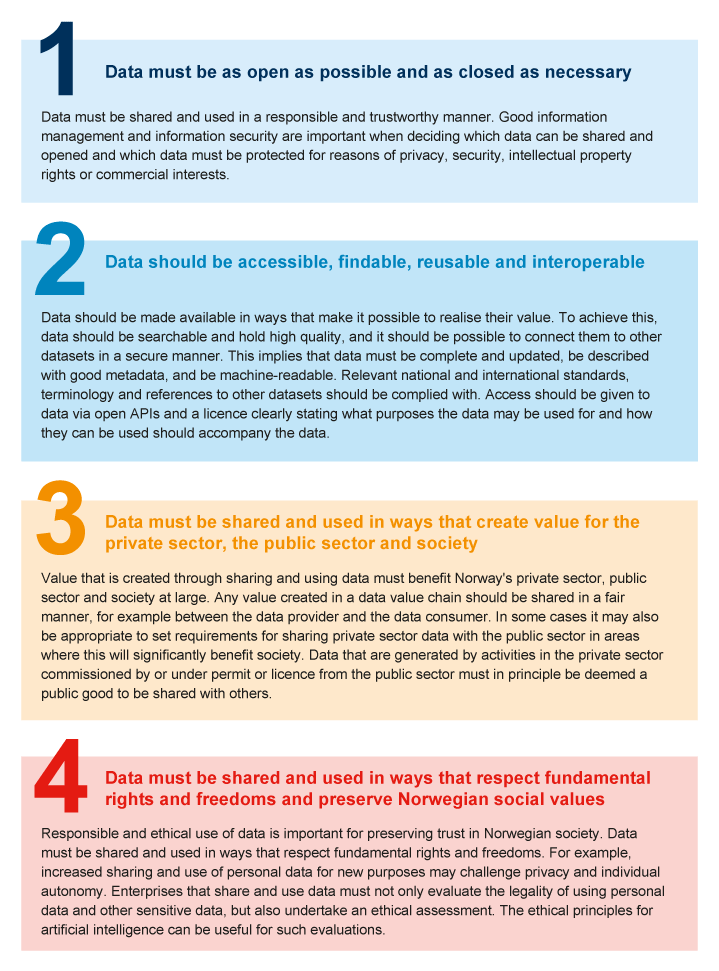 1
Data must be as open as possible and as closed as necessary
Data must be shared and used in a responsible and trustworthy manner. Good information
management and information security are important when deciding which data can be shared and
opened and which data must be protected for reasons of privacy, security, intellectual property
rights or commercial interests.
2
Data should be accessible, findable, reusable and interoperable
Data should be made available in ways that make it possible to realise their value. To achieve this,
data should be searchable and hold high quality, and it should be possible to connect them to other
datasets in a secure manner. This implies that data must be complete and updated, be described
with good metadata, and be machine-readable. Relevant national and international standards,
terminology and references to other datasets should be complied with. Access should be given to
data via open APIs and a licence clearly stating what purposes the data may be used for and how
they can be used should accompany the data.
3
Data must be shared and used in ways that create value for the
private sector, the public sector and society
Value that is created through sharing and using data must benefit Norway's private sector, public
sector and society at large. Any value created in a data value chain should be shared in a fair
manner, for example between the data provider and the data consumer. In some cases it may also
be appropriate to set requirements for sharing private sector data with the public sector in areas
where this will significantly benefit society. Data that are generated by activities in the private sector
commissioned by or under permit or licence from the public sector must in principle be deemed a
public good to be shared with others.
4
Data must be shared and used in ways that respect fundamental
rights and freedoms and preserve Norwegian social values
Responsible and ethical use of data is important for preserving trust in Norwegian society. Data
must be shared and used in ways that respect fundamental rights and freedoms. For example,
increased sharing and use of personal data for new purposes may challenge privacy and individual
autonomy. Enterprises that share and use data must not only evaluate the legality of using personal
data and other sensitive data, but also undertake an ethical assessment. The ethical principles for
artificial intelligence can be useful for such evaluations.